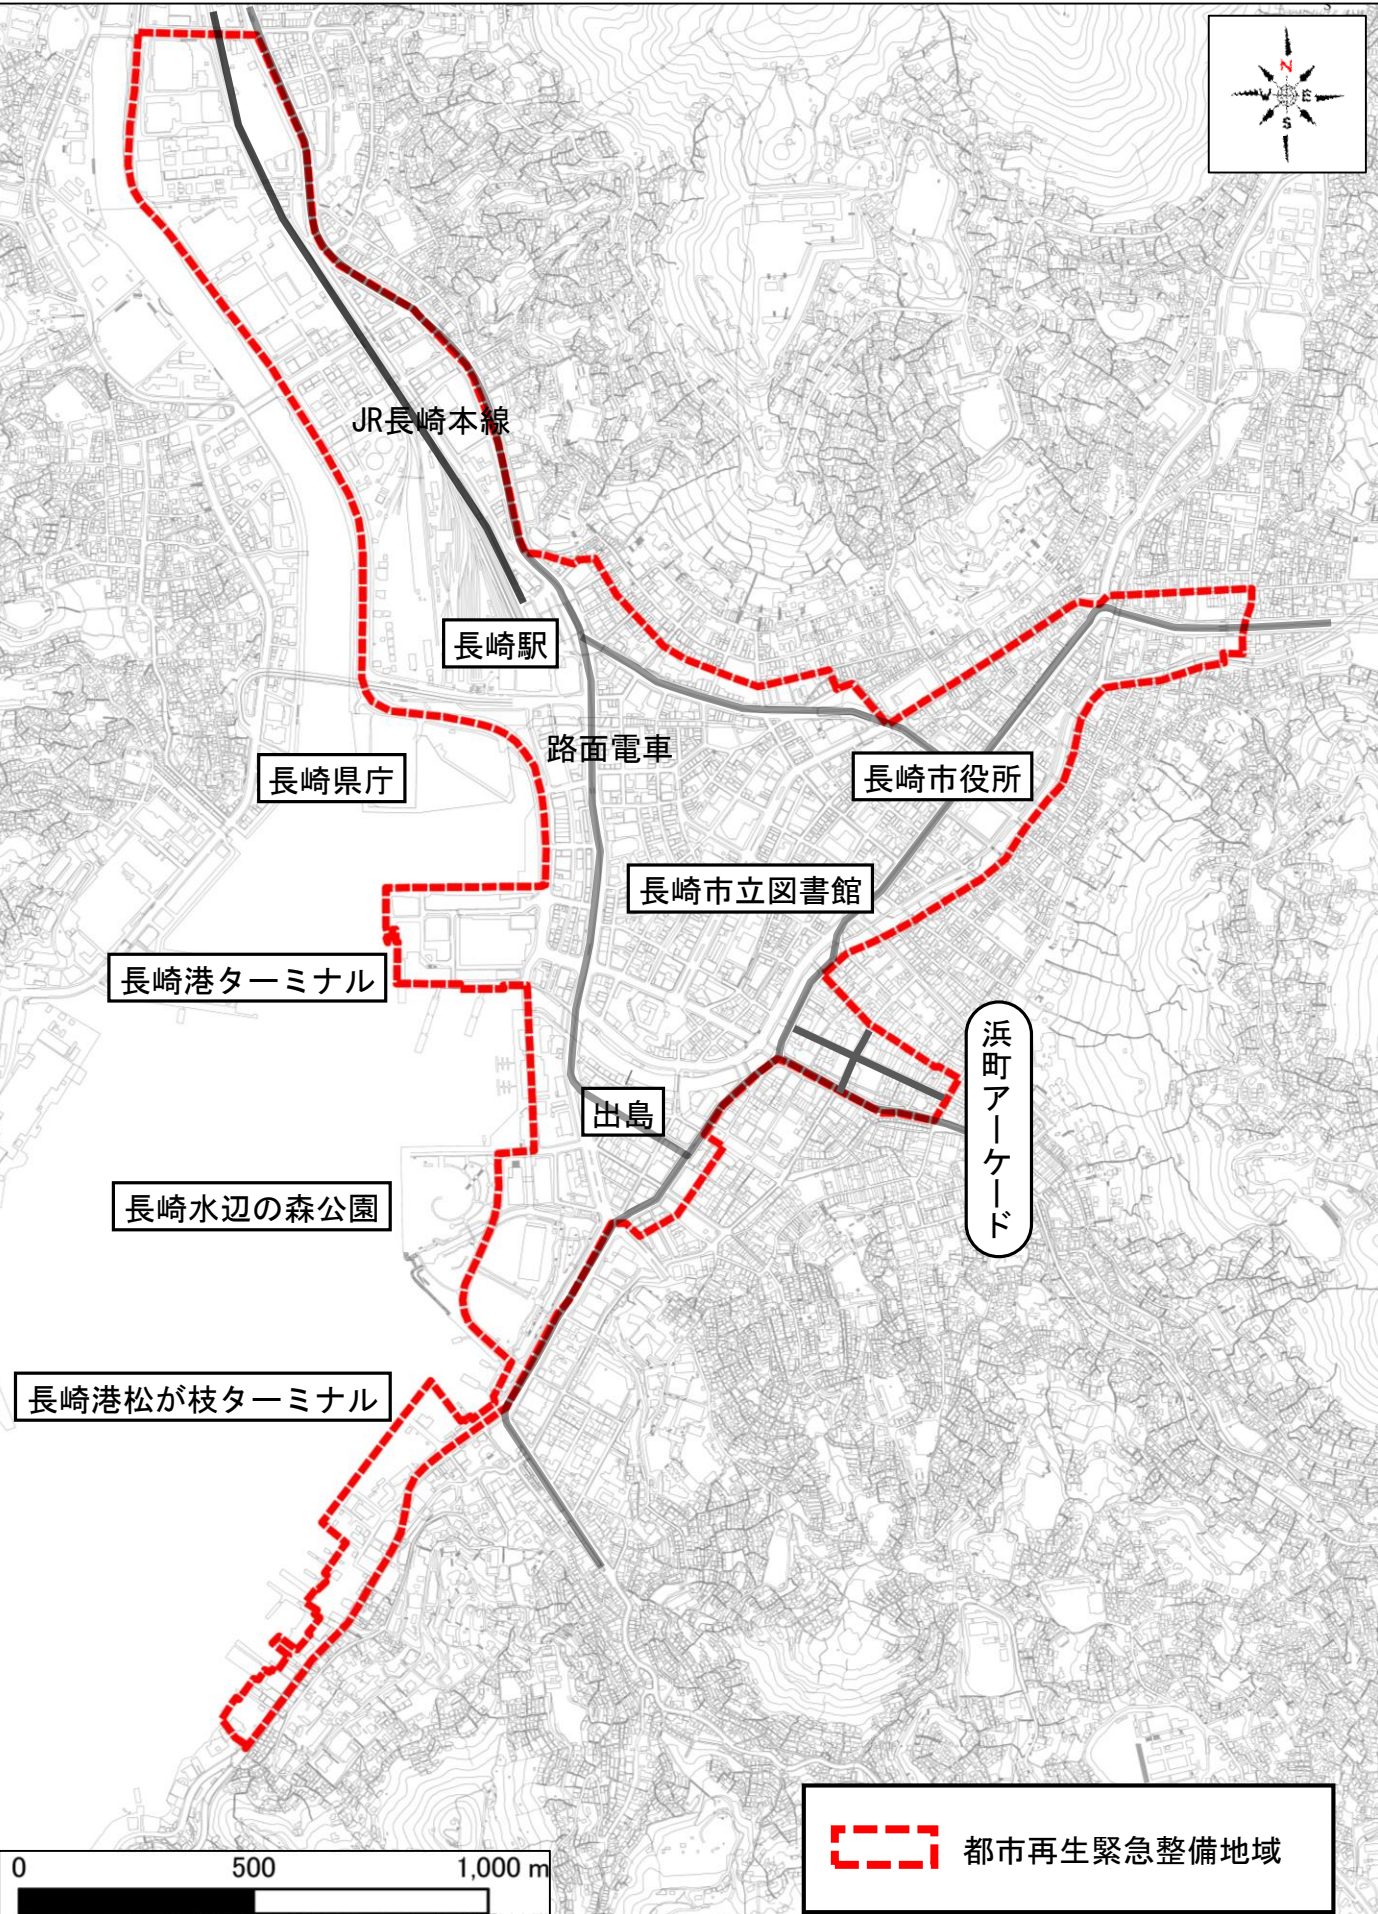 N
W E
S
JR長崎本線
長崎駅
路面電車
長崎県庁
長崎市役所
長崎市立図書館
長崎港ターミナル
浜町アーケード
出島
長崎水辺の森公園
長崎港松が枝ターミナル
都市再生緊急整備地域
0 500 1,000 m